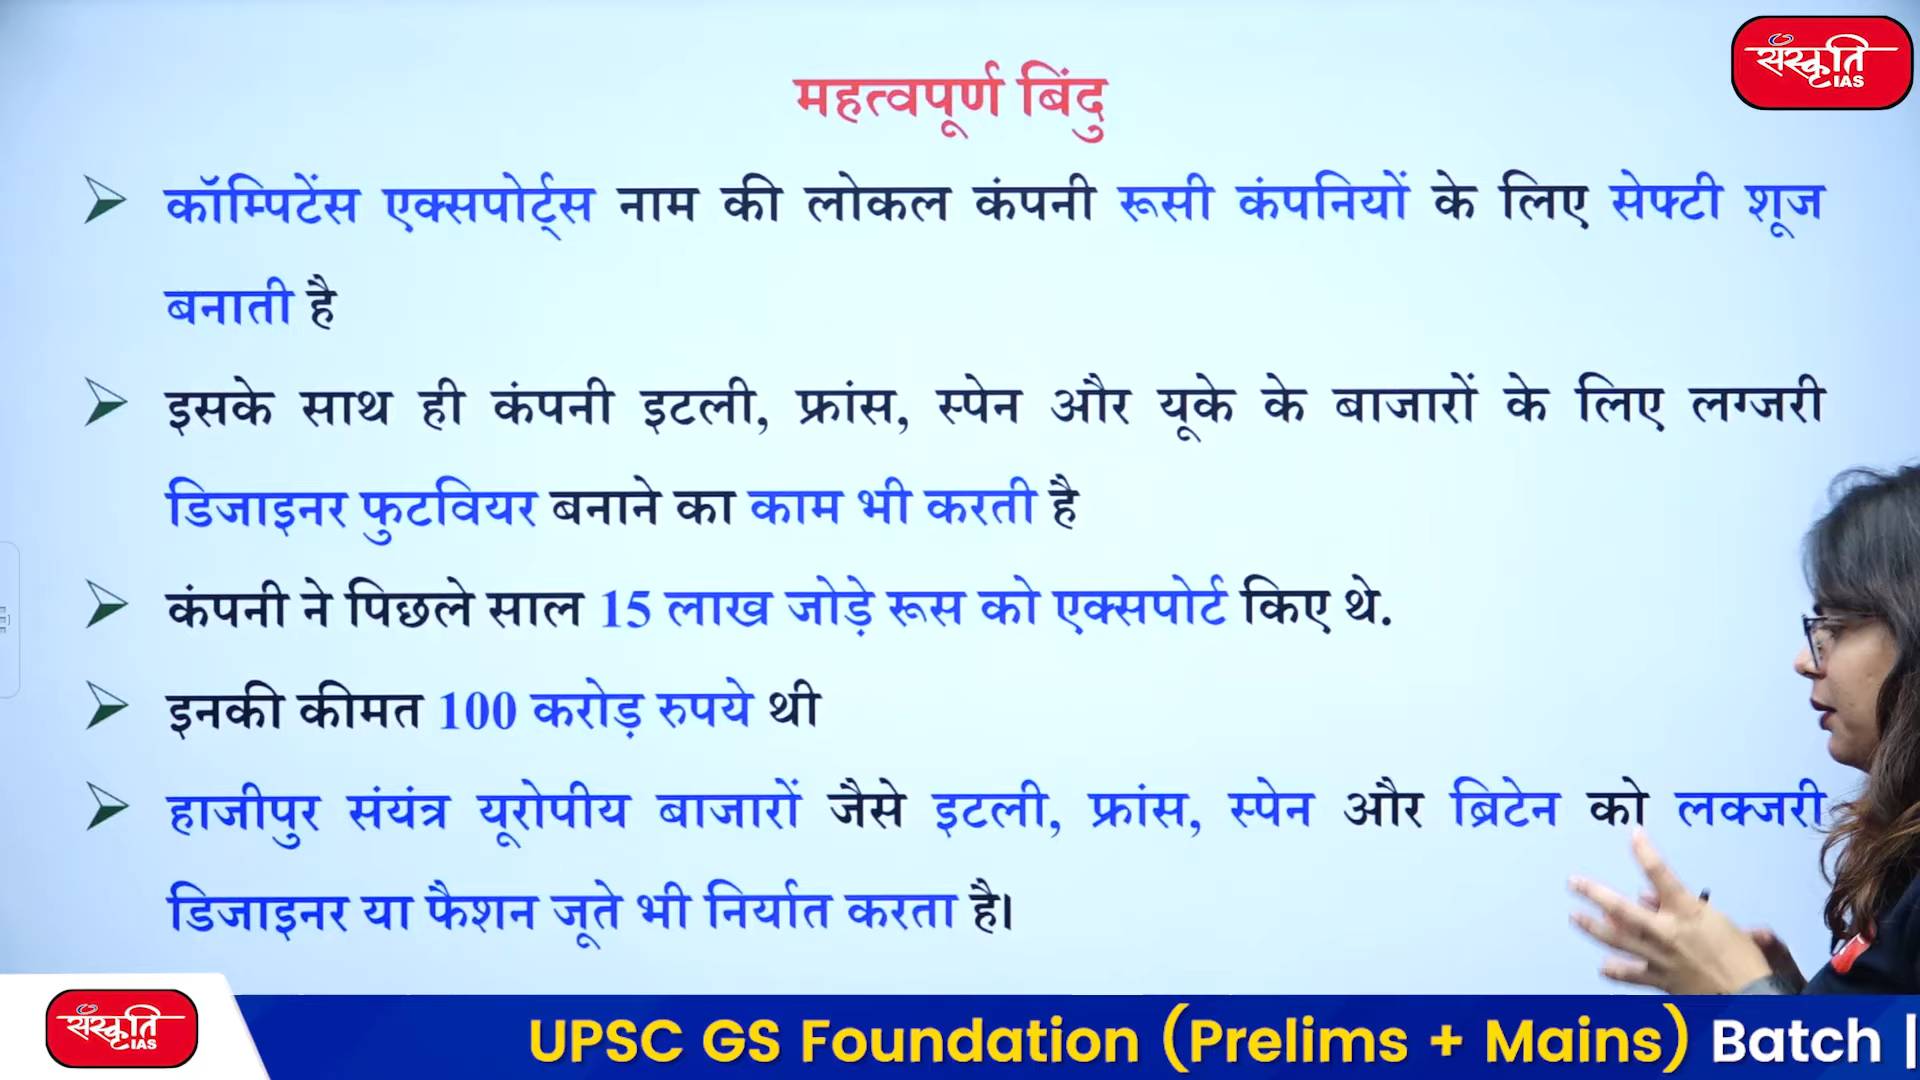 संस्कृति
IAS
महत्वपूर्ण बिंदु
कॉम्पिटेंस एक्सपोर्ट्स नाम की लोकल कंपनी रूसी कंपनियों के लिए सेफ्टी शूज
बनाती है
इसके साथ ही कंपनी इटली, फ्रांस, स्पेन और यूके के बाजारों के लिए लग्जरी
डिजाइनर फुटवियर बनाने का काम भी करती है
कंपनी ने पिछले साल 15 लाख जोड़े रूस को एक्सपोर्ट किए थे.
इनकी कीमत 100 करोड़ रुपये थी
हाजीपुर संयंत्र यूरोपीय बाजारों जैसे इटली, फ्रांस, स्पेन और ब्रिटेन को लक्जरी
डिजाइनर या फैशन जूते भी निर्यात करता है।
संस्कृति
IAS
UPSC GS Foundation (Prelims + Mains) Batch |